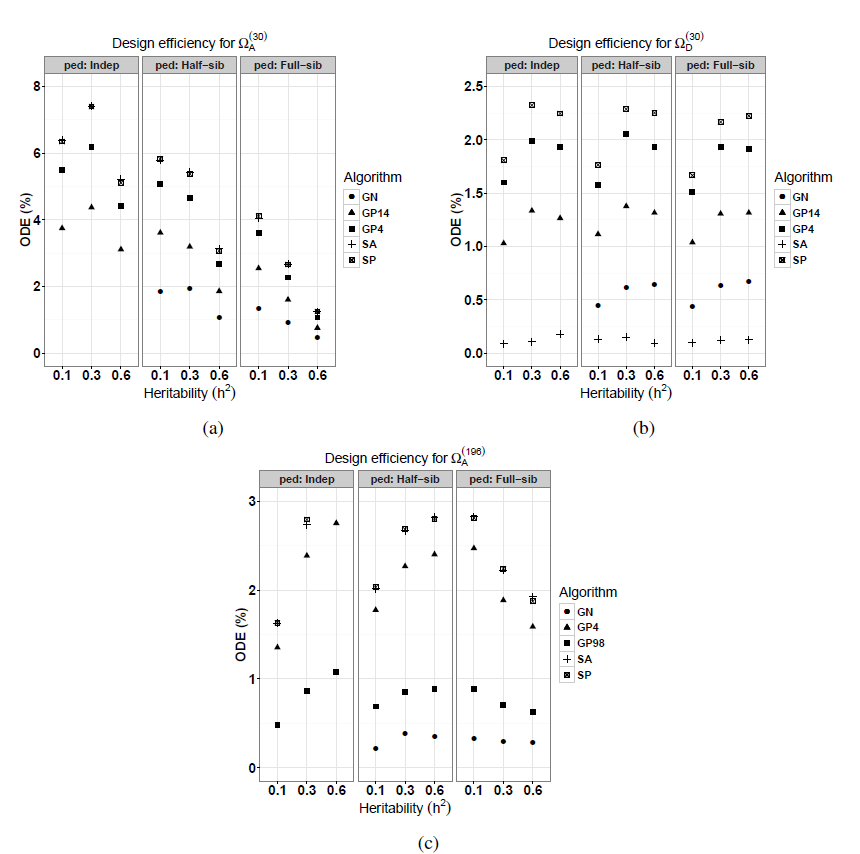 Design efficiency for Ω_A^(30)
ped: Indep ped: Half−sib ped: Full−sib
8
6
4
2
0
ODE (%)
0.1 0.3 0.6 0.1 0.3 0.6 0.1 0.3 0.6
Heritability (h²)
Algorithm
GN
GP14
GP4
SA
SP
(a)
Design efficiency for Ω_D^(30)
ped: Indep ped: Half−sib ped: Full−sib
2.5
2.0
1.5
1.0
0.5
0.0
ODE (%)
0.1 0.3 0.6 0.1 0.3 0.6 0.1 0.3 0.6
Heritability (h²)
Algorithm
GN
GP14
GP4
SA
SP
(b)
Design efficiency for Ω_A^(196)
ped: Indep ped: Half−sib ped: Full−sib
3
2
1
0
ODE (%)
0.1 0.3 0.6 0.1 0.3 0.6 0.1 0.3 0.6
Heritability (h²)
Algorithm
GN
GP4
GP98
SA
SP
(c)